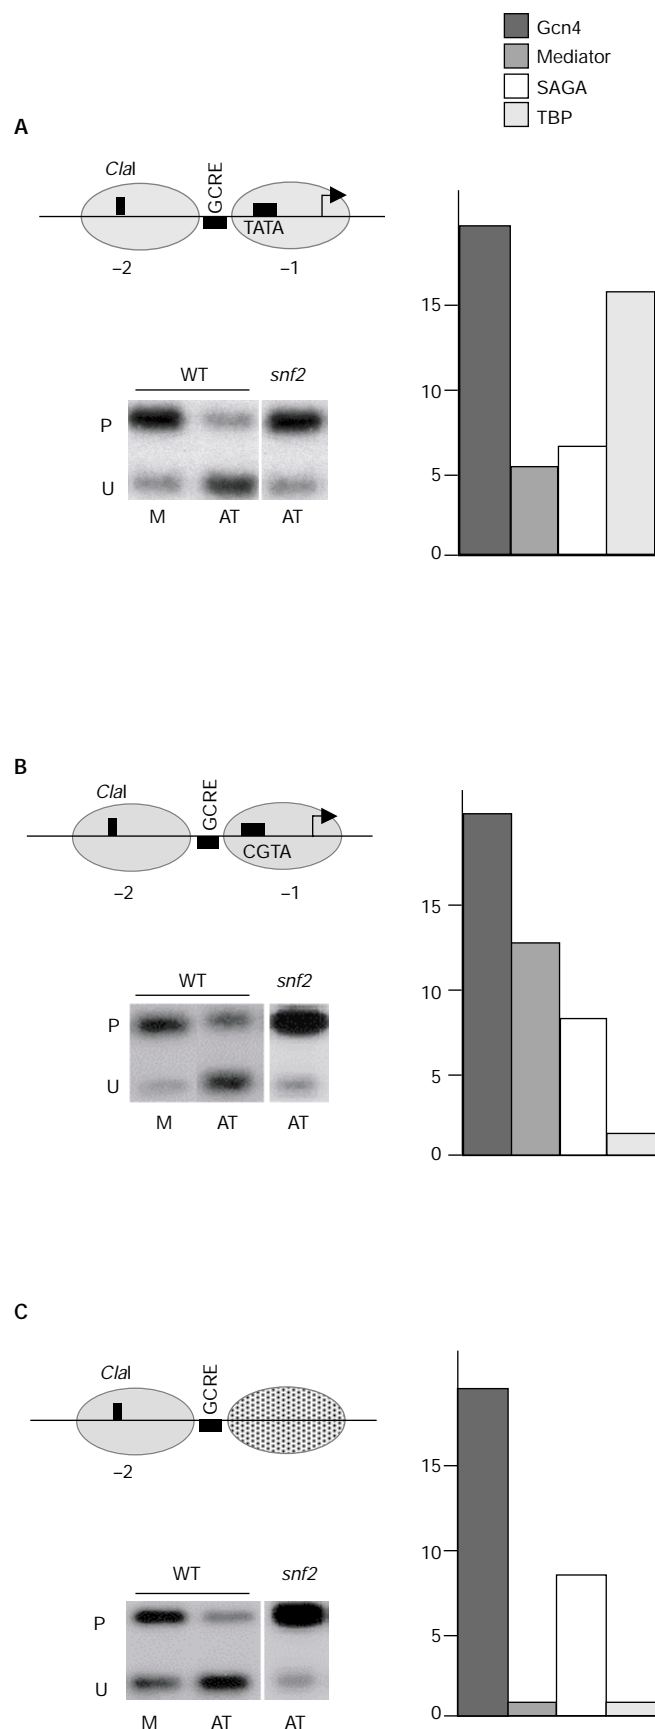 Gcn4
Mediator
SAGA
TBP
A
ClaI
GCRE
TATA
–2 –1
15
10
5
0
WT snf2
P
U
M AT AT
B
ClaI
GCRE
CGTA
–2 –1
15
10
5
0
WT snf2
P
U
M AT AT
C
ClaI
GCRE
–2
15
10
5
0
WT snf2
P
U
M AT AT